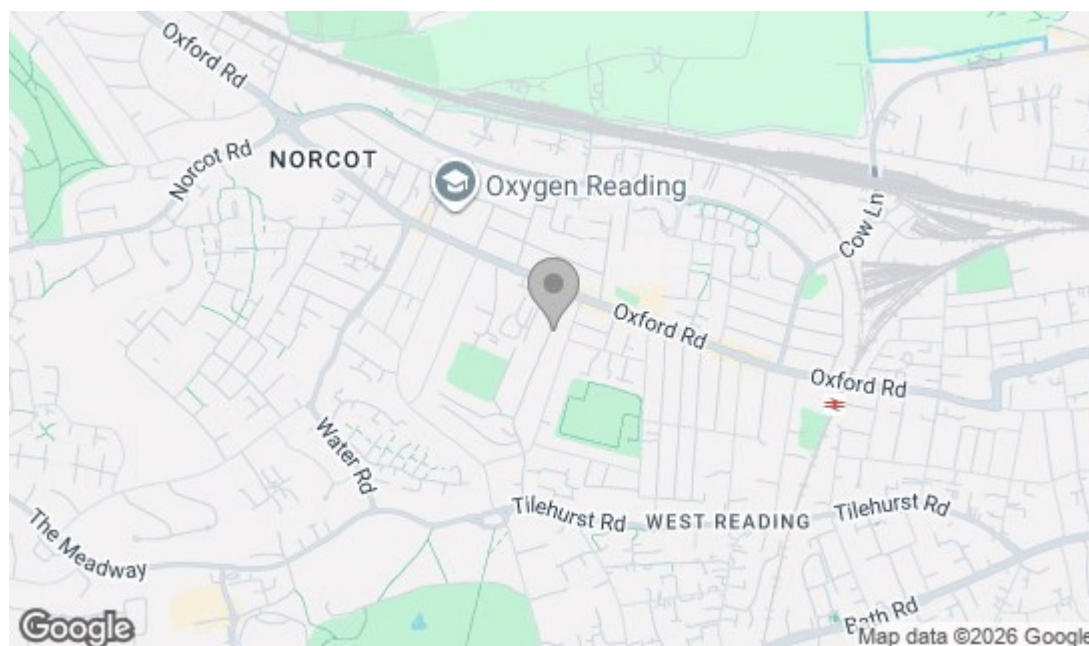 Oxford Rd
Norcot Rd
NORCOT
Oxygen Reading
Cow Ln
Oxford Rd
Oxford Rd
Water Rd
Tilehurst Rd
WEST READING
Tilehurst Rd
The Meadway
Bath Rd
Google
Map data ©2026 Google